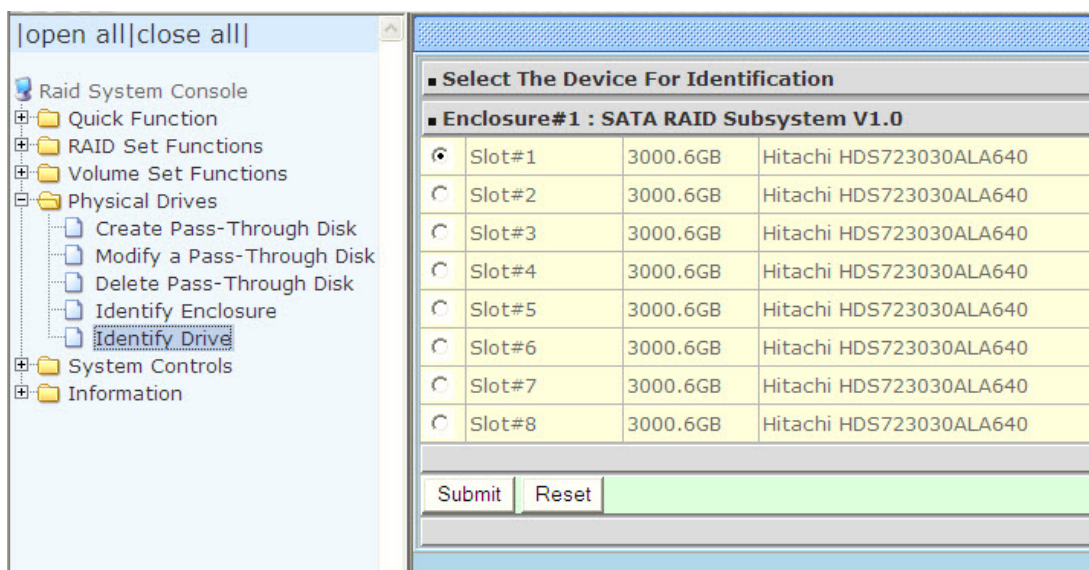 |open all|close all|
Raid System Console
Quick Function
RAID Set Functions
Volume Set Functions
Physical Drives
Create Pass-Through Disk
Modify a Pass-Through Disk
Delete Pass-Through Disk
Identify Enclosure
Identify Drive
System Controls
Information
Select The Device For Identification
Enclosure#1 : SATA RAID Subsystem V1.0
Slot#1 3000.6GB Hitachi HDS723030ALA640
Slot#2 3000.6GB Hitachi HDS723030ALA640
Slot#3 3000.6GB Hitachi HDS723030ALA640
Slot#4 3000.6GB Hitachi HDS723030ALA640
Slot#5 3000.6GB Hitachi HDS723030ALA640
Slot#6 3000.6GB Hitachi HDS723030ALA640
Slot#7 3000.6GB Hitachi HDS723030ALA640
Slot#8 3000.6GB Hitachi HDS723030ALA640
Submit Reset